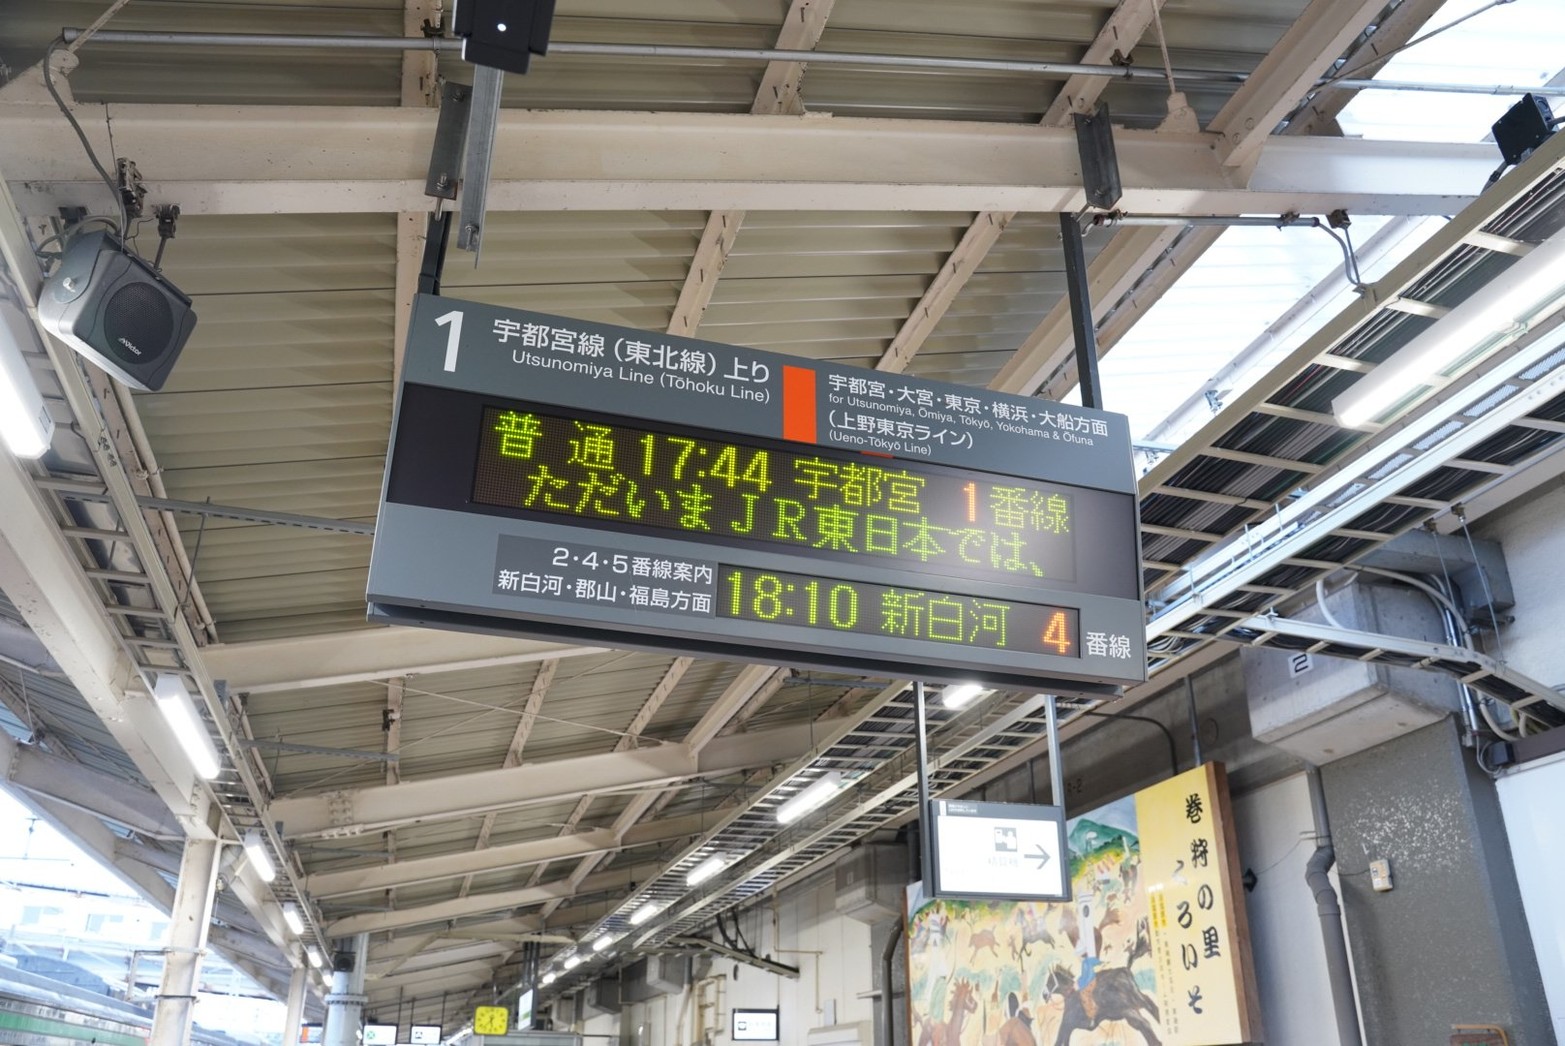 1 宇都宮線（東北線）上り
Utsunomiya Line (Tōhoku Line)
宇都宮・大宮・東京・横浜・大船方面
for Utsunomiya, Ōmiya, Tōkyō, Yokohama & Ōfuna
（上野東京ライン）
(Ueno-Tōkyō Line)
普通 17:44 宇都宮 1番線
ただいまＪＲ東日本では、
2・4・5番線案内
新白河・郡山・福島方面
18:10 新白河 4 番線
Victor
2
巻狩の里
くろいそ